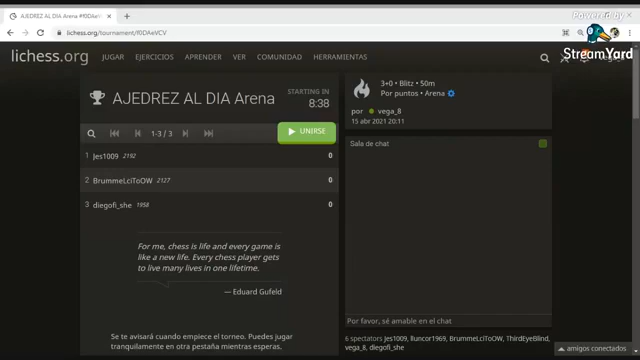 AJEDREZ AL DIA Arena #f0DAeVCV
Powered by
lichess.org/tournament/f0DAeVCV
StreamYard
lichess.org JUGAR EJERCICIOS APRENDER VER COMUNIDAD HERRAMIENTAS
AJEDREZ AL DIA Arena
STARTING IN
8:38
1-3 / 3
UNIRSE
1 Jes1009 2192 0
2 BrummeLciToOW 2127 0
3 diegofi_she 1958 0
For me, chess is life and every game is
like a new life. Every chess player gets
to live many lives in one lifetime.
— Eduard Gufeld
Se te avisará cuando empiece el torneo. Puedes jugar
tranquilamente en otra pestaña mientras esperas.
3+0 • Blitz • 50m
Por puntos • Arena
por vega_8
15 abr 2021 20:11
Sala de chat
Por favor, sé amable en el chat
6 spectators Jes1009, Runcor1969, BrummeLciToOW, ThirdEyeBlind,
vega_8, diegofi_she
amigos conectados